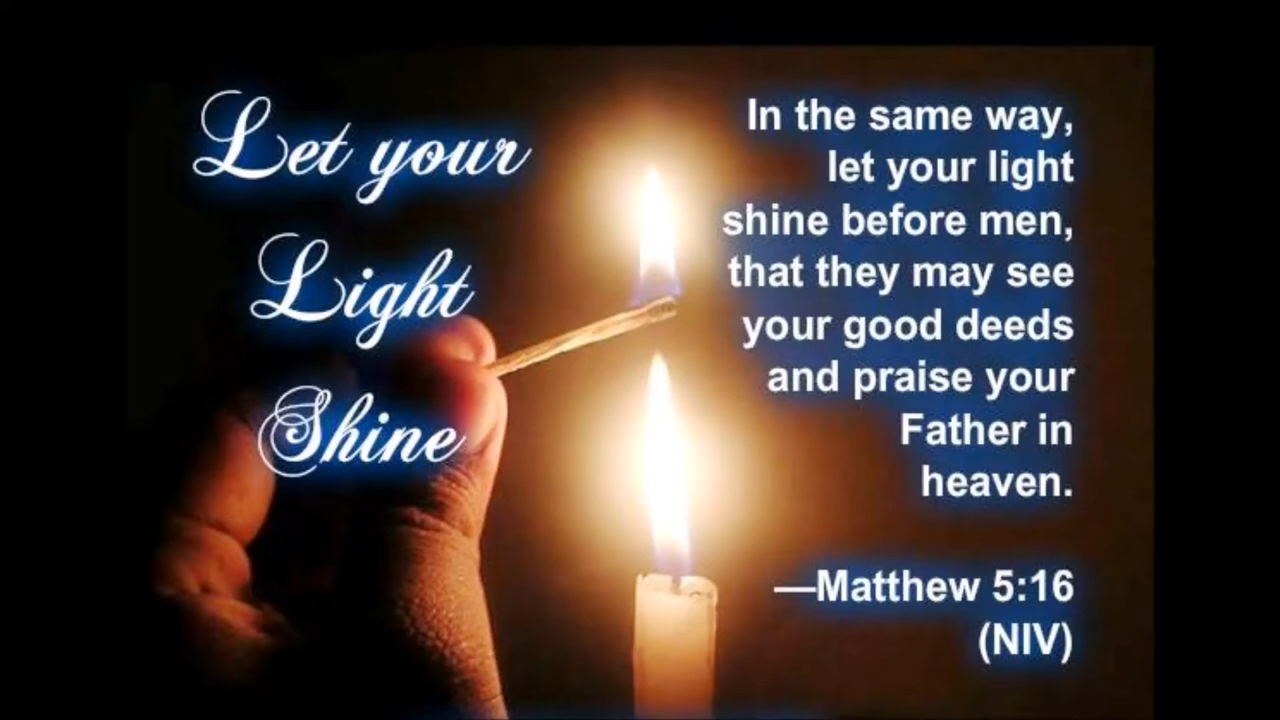 Let your
Light
Shine
In the same way,
let your light
shine before men,
that they may see
your good deeds
and praise your
Father in
heaven.
—Matthew 5:16
(NIV)